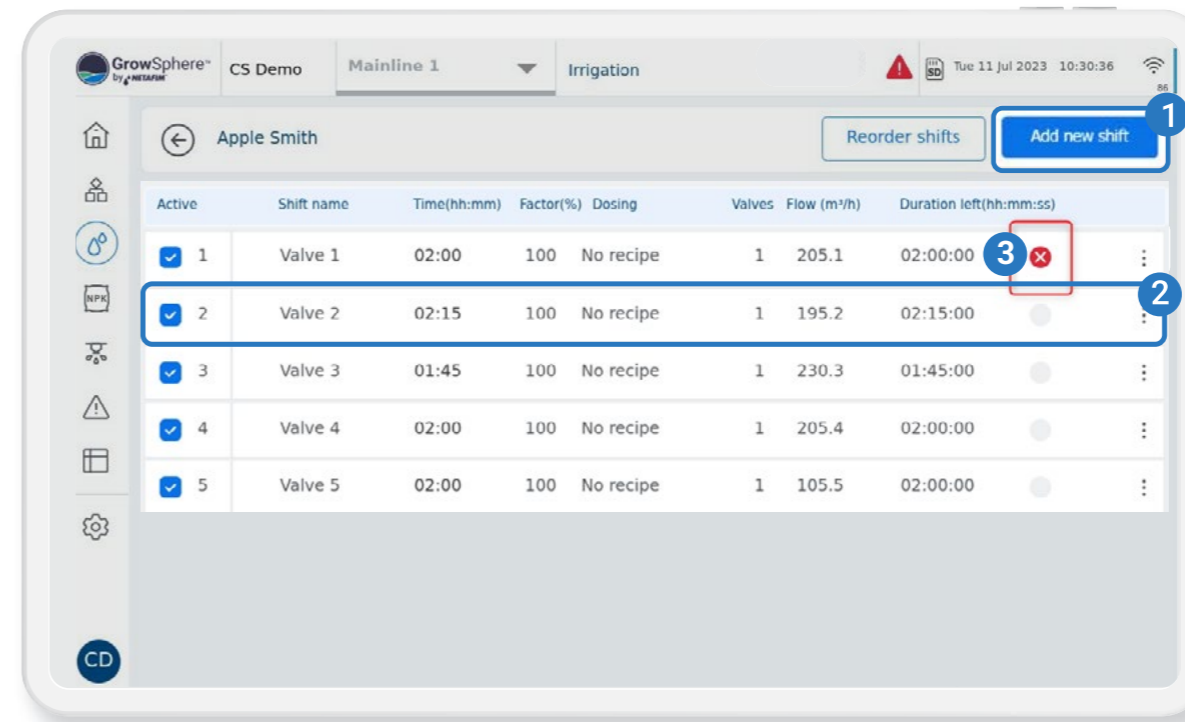 GrowSphere™ CS Demo Mainline 1 Irrigation SD Tue 11 Jul 2023 10:30:36
by NETAFIM 86
1
Apple Smith Reorder shifts Add new shift
Active Shift name Time(hh:mm) Factor(%) Dosing Valves Flow (m³/h) Duration left(hh:mm:ss)
1 Valve 1 02:00 100 No recipe 1 205.1 02:00:00 3
NPK 2
2 Valve 2 02:15 100 No recipe 1 195.2 02:15:00
3 Valve 3 01:45 100 No recipe 1 230.3 01:45:00
4 Valve 4 02:00 100 No recipe 1 205.4 02:00:00
5 Valve 5 02:00 100 No recipe 1 105.5 02:00:00
CD